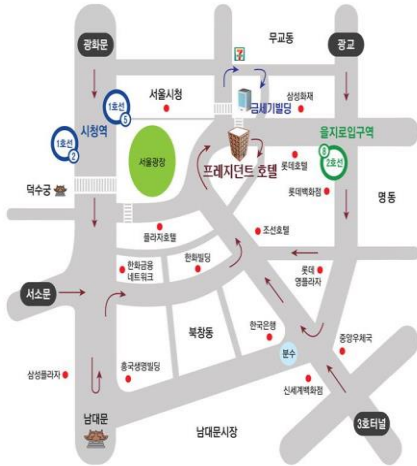 광화문
무교동
광교
7
ELEVEN
1호선
5
서울시청
금세기빌딩
삼성화재
1호선
2
시청역
을지로입구역
8
2호선
덕수궁
서울광장
프레지던트 호텔
롯데호텔
롯데백화점
명동
플라자호텔
조선호텔
한화금융
네트워크
한화빌딩
롯데
영플라자
서소문
북창동
한국은행
중앙우체국
분수
삼성플라자
흥국생명빌딩
신세계백화점
남대문
남대문시장
3호터널